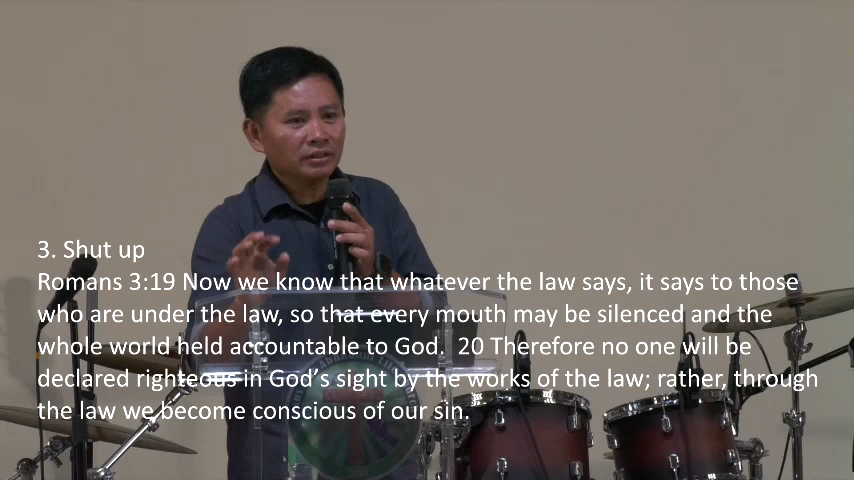 3. Shut up
Romans 3:19 Now we know that whatever the law says, it says to those
who are under the law, so that every mouth may be silenced and the
whole world held accountable to God.  20 Therefore no one will be
declared righteous in God’s sight by the works of the law; rather, through
the law we become conscious of our sin.